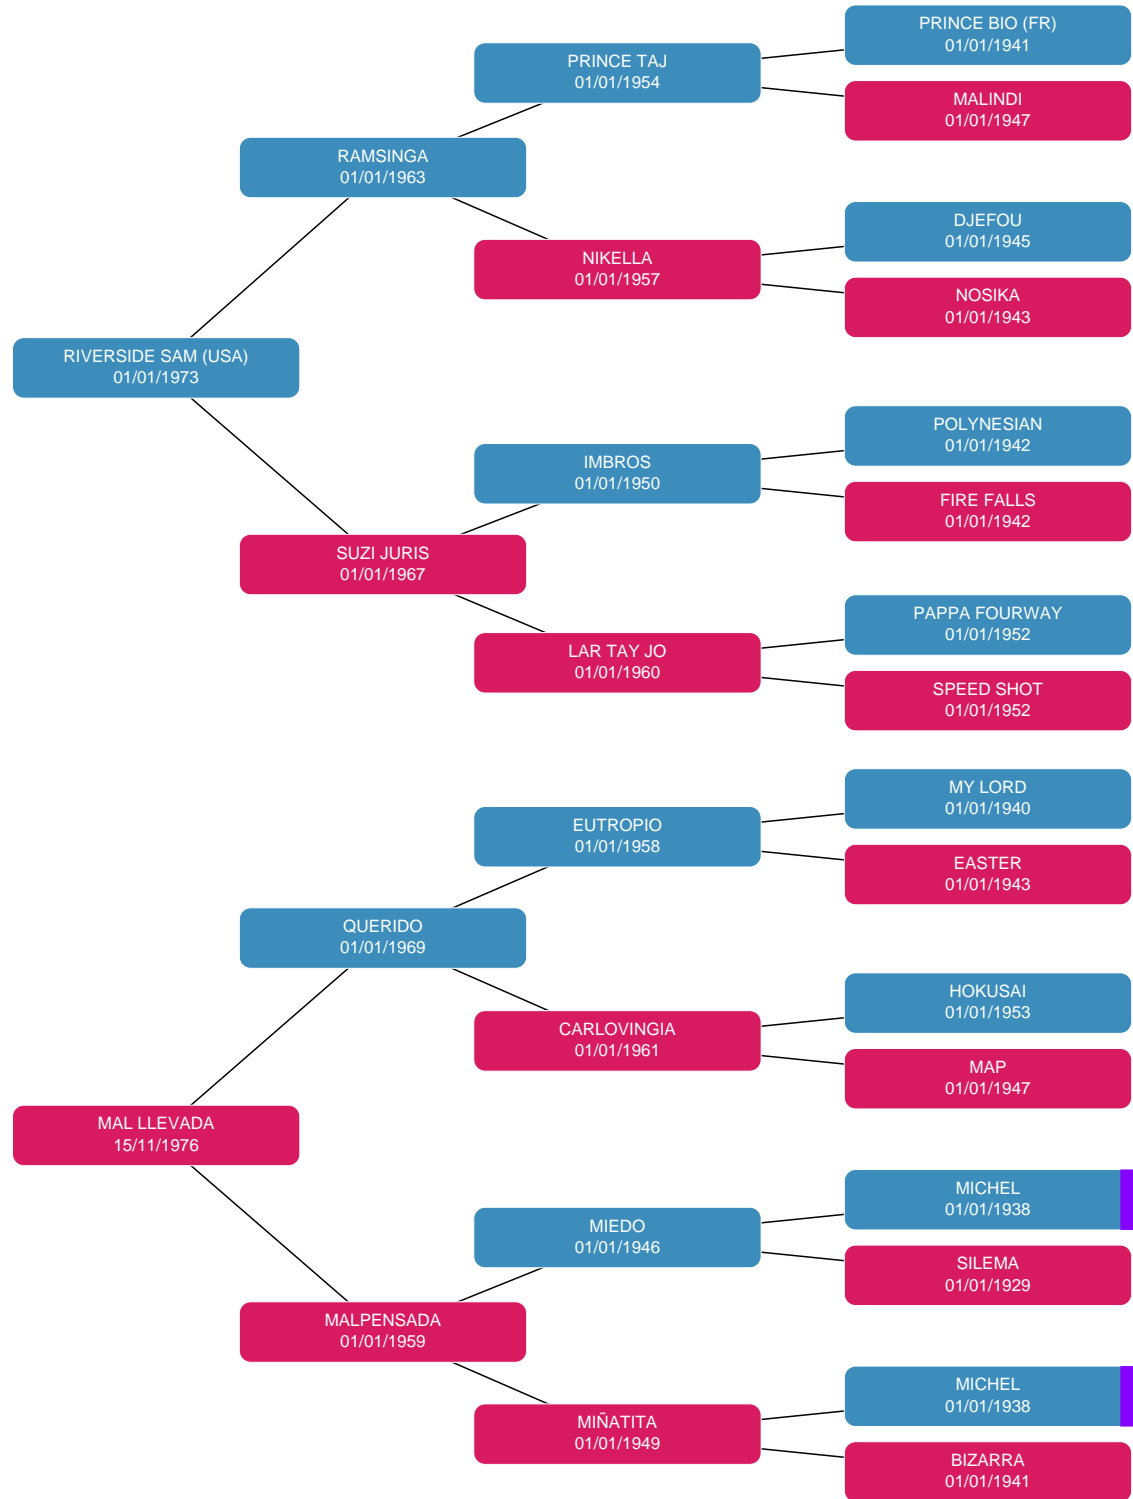 PRINCE BIO (FR)
01/01/1941
PRINCE TAJ
01/01/1954
MALINDI
01/01/1947
RAMSINGA
01/01/1963
DJEFOU
01/01/1945
NIKELLA
01/01/1957
NOSIKA
01/01/1943
RIVERSIDE SAM (USA)
01/01/1973
POLYNESIAN
01/01/1942
IMBROS
01/01/1950
FIRE FALLS
01/01/1942
SUZI JURIS
01/01/1967
PAPPA FOURWAY
01/01/1952
LAR TAY JO
01/01/1960
SPEED SHOT
01/01/1952
MY LORD
01/01/1940
EUTROPIO
01/01/1958
EASTER
01/01/1943
QUERIDO
01/01/1969
HOKUSAI
01/01/1953
CARLOVINGIA
01/01/1961
MAP
01/01/1947
MAL LLEVADA
15/11/1976
MICHEL
01/01/1938
MIEDO
01/01/1946
SILEMA
01/01/1929
MALPENSADA
01/01/1959
MICHEL
01/01/1938
MIÑATITA
01/01/1949
BIZARRA
01/01/1941